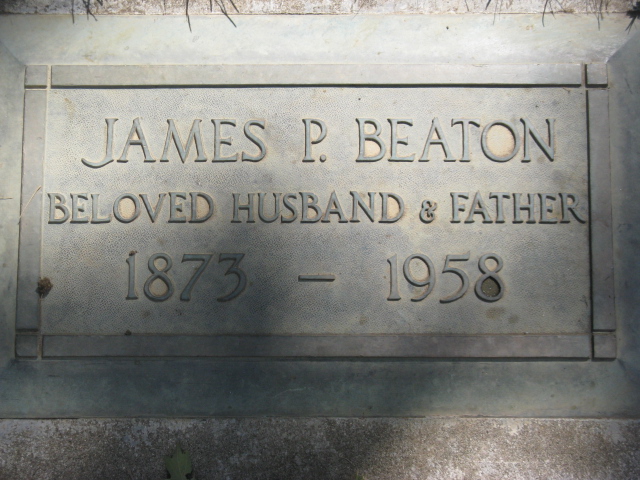 JAMES P. BEATON
BELOVED HUSBAND & FATHER
1873 — 1958